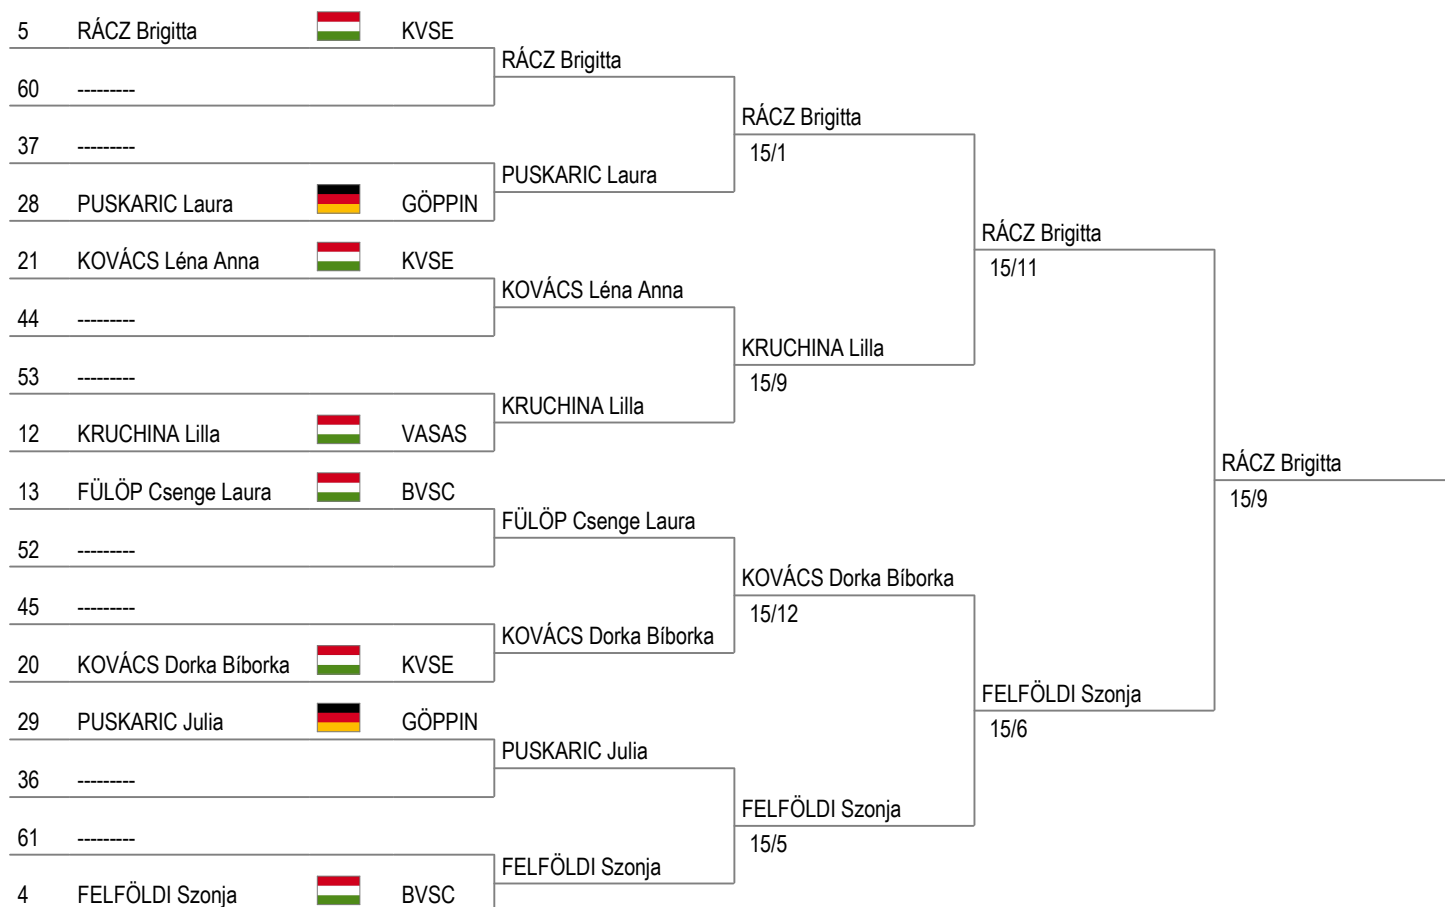 5 RÁCZ Brigitta KVSE
60 ---------
37 ---------
28 PUSKARIC Laura GÖPPIN
21 KOVÁCS Léna Anna KVSE
44 ---------
53 ---------
12 KRUCHINA Lilla VASAS
13 FÜLÖP Csenge Laura BVSC
52 ---------
45 ---------
20 KOVÁCS Dorka Bíborka KVSE
29 PUSKARIC Julia GÖPPIN
36 ---------
61 ---------
4 FELFÖLDI Szonja BVSC
RÁCZ Brigitta
PUSKARIC Laura
KOVÁCS Léna Anna
KRUCHINA Lilla
FÜLÖP Csenge Laura
KOVÁCS Dorka Bíborka
PUSKARIC Julia
FELFÖLDI Szonja
RÁCZ Brigitta
15/1
KRUCHINA Lilla
15/9
KOVÁCS Dorka Bíborka
15/12
FELFÖLDI Szonja
15/5
RÁCZ Brigitta
15/11
FELFÖLDI Szonja
15/6
RÁCZ Brigitta
15/9